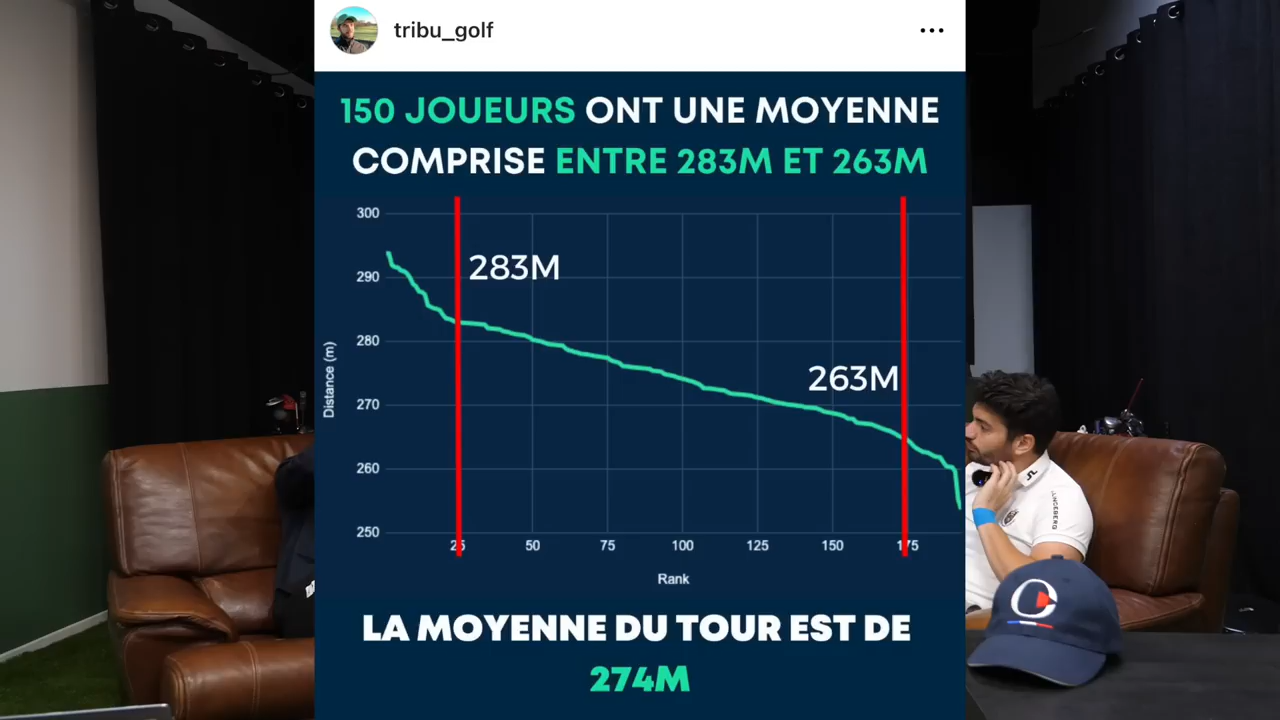 tribu_golf
150 JOUEURS ONT UNE MOYENNE
COMPRISE ENTRE 283M ET 263M
300
290
280
270
260
250
283M
263M
Distance (m)
25
50
75
100
125
150
175
Rank
LA MOYENNE DU TOUR EST DE
274M
J.LINDEBERG